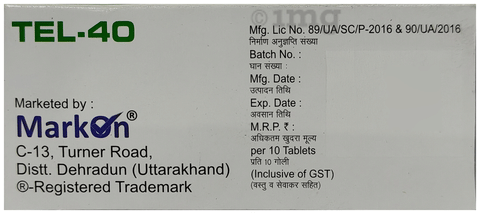 1mg
TEL-40
Marketed by :
MarkOn®
C-13, Turner Road,
Distt. Dehradun (Uttarakhand)
®-Registered Trademark
Mfg. Lic No. 89/UA/SC/P-2016 & 90/UA/2016
निर्माण अनुज्ञप्ति संख्या
Batch No. :
घान संख्या :
Mfg. Date :
उत्पादन तिथि
Exp. Date :
अवसान तिथि
M.R.P. ₹ :
अधिकतम खुदरा मूल्य
per 10 Tablets
प्रति 10 गोली
(Inclusive of GST)
(वस्तु व सेवाकर सहित)